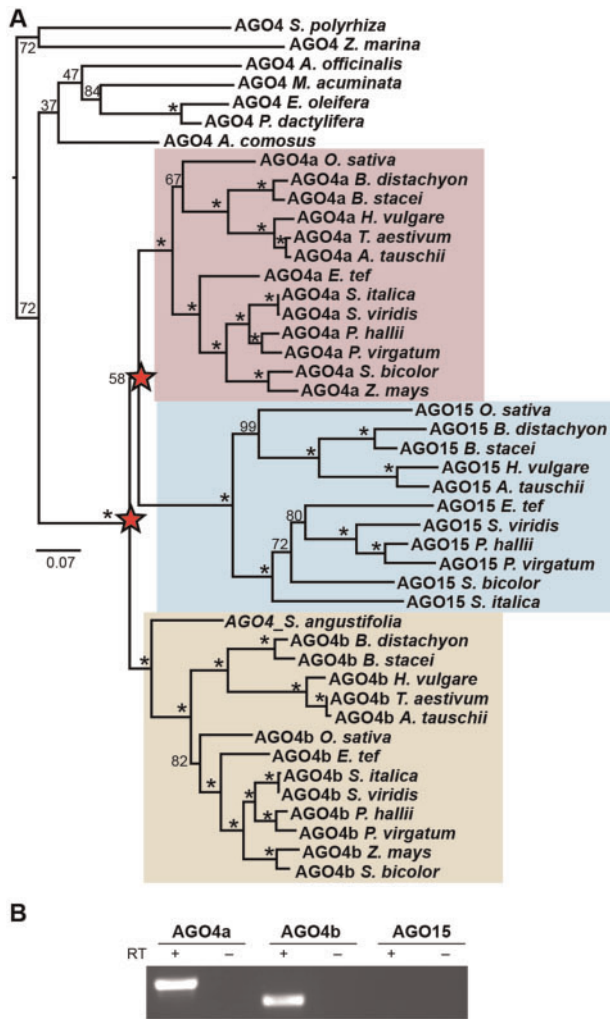 A
AGO4 S. polyrhiza
72
AGO4 Z. marina
47
AGO4 A. officinalis
84
AGO4 M. acuminata
37
*
AGO4 E. oleifera
AGO4 P. dactylifera
AGO4 A. comosus
AGO4a O. sativa
67
*
AGO4a B. distachyon
*
AGO4a B. stacei
*
AGO4a H. vulgare
*
AGO4a T. aestivum
*
AGO4a A. tauschii
*
AGO4a E. tef
*
*
AGO4a S. italica
*
AGO4a S. viridis
72
*
*
AGO4a P. hallii
*
AGO4a P. virgatum
58
*
AGO4a S. bicolor
AGO4a Z. mays
AGO15 O. sativa
99
*
AGO15 B. distachyon
*
AGO15 B. stacei
*
AGO15 H. vulgare
*
AGO15 A. tauschii
AGO15 E. tef
80
*
AGO15 S. viridis
*
*
AGO15 P. hallii
72
AGO15 P. virgatum
*
AGO15 S. bicolor
0.07
AGO15 S. italica
AGO4_S. angustifolia
*
AGO4b B. distachyon
*
*
AGO4b B. stacei
*
AGO4b H. vulgare
*
AGO4b T. aestivum
*
AGO4b A. tauschii
AGO4b O. sativa
82
AGO4b E. tef
*
*
AGO4b S. italica
*
AGO4b S. viridis
*
*
AGO4b P. hallii
AGO4b P. virgatum
*
*
AGO4b Z. mays
AGO4b S. bicolor
B
AGO4a AGO4b AGO15
RT + – + – + –